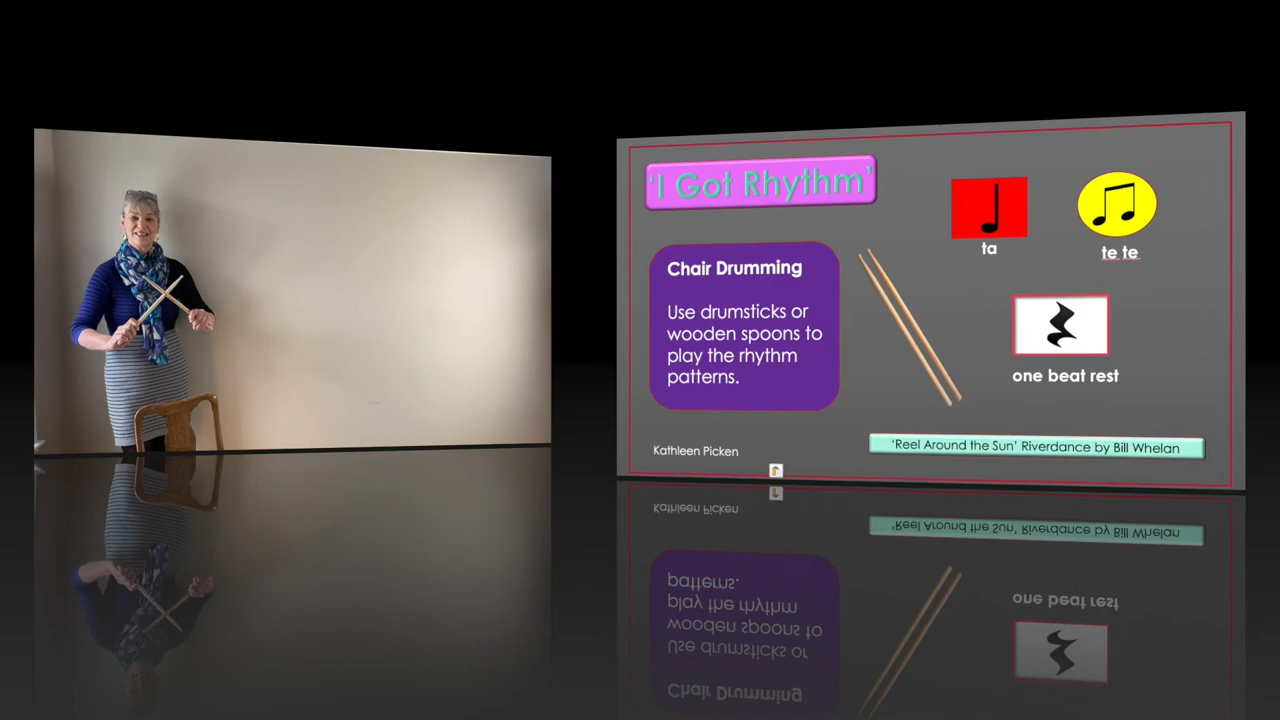 ‘I Got Rhythm’
ta
te te
Chair Drumming
Use drumsticks or
wooden spoons to
play the rhythm
patterns.
one beat rest
Kathleen Picken
‘Reel Around the Sun’ Riverdance by Bill Whelan